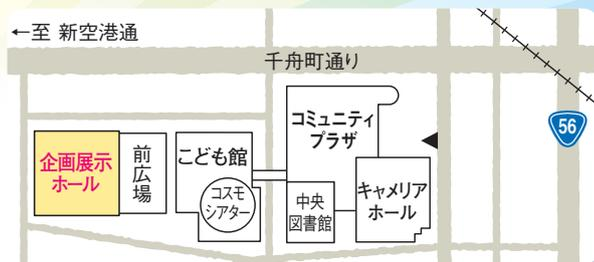 ←至 新空港通
千舟町通り
56
コミュニティ
プラザ
企画展示
ホール
前広場
こども館
コスモ
シアター
中央
図書館
キャメリア
ホール